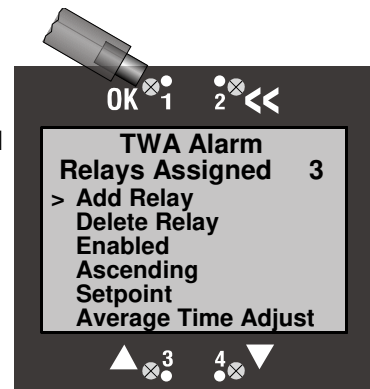 OK 1 2 <<
TWA Alarm
Relays Assigned 3
> Add Relay
Delete Relay
Enabled
Ascending
Setpoint
Average Time Adjust
3 4